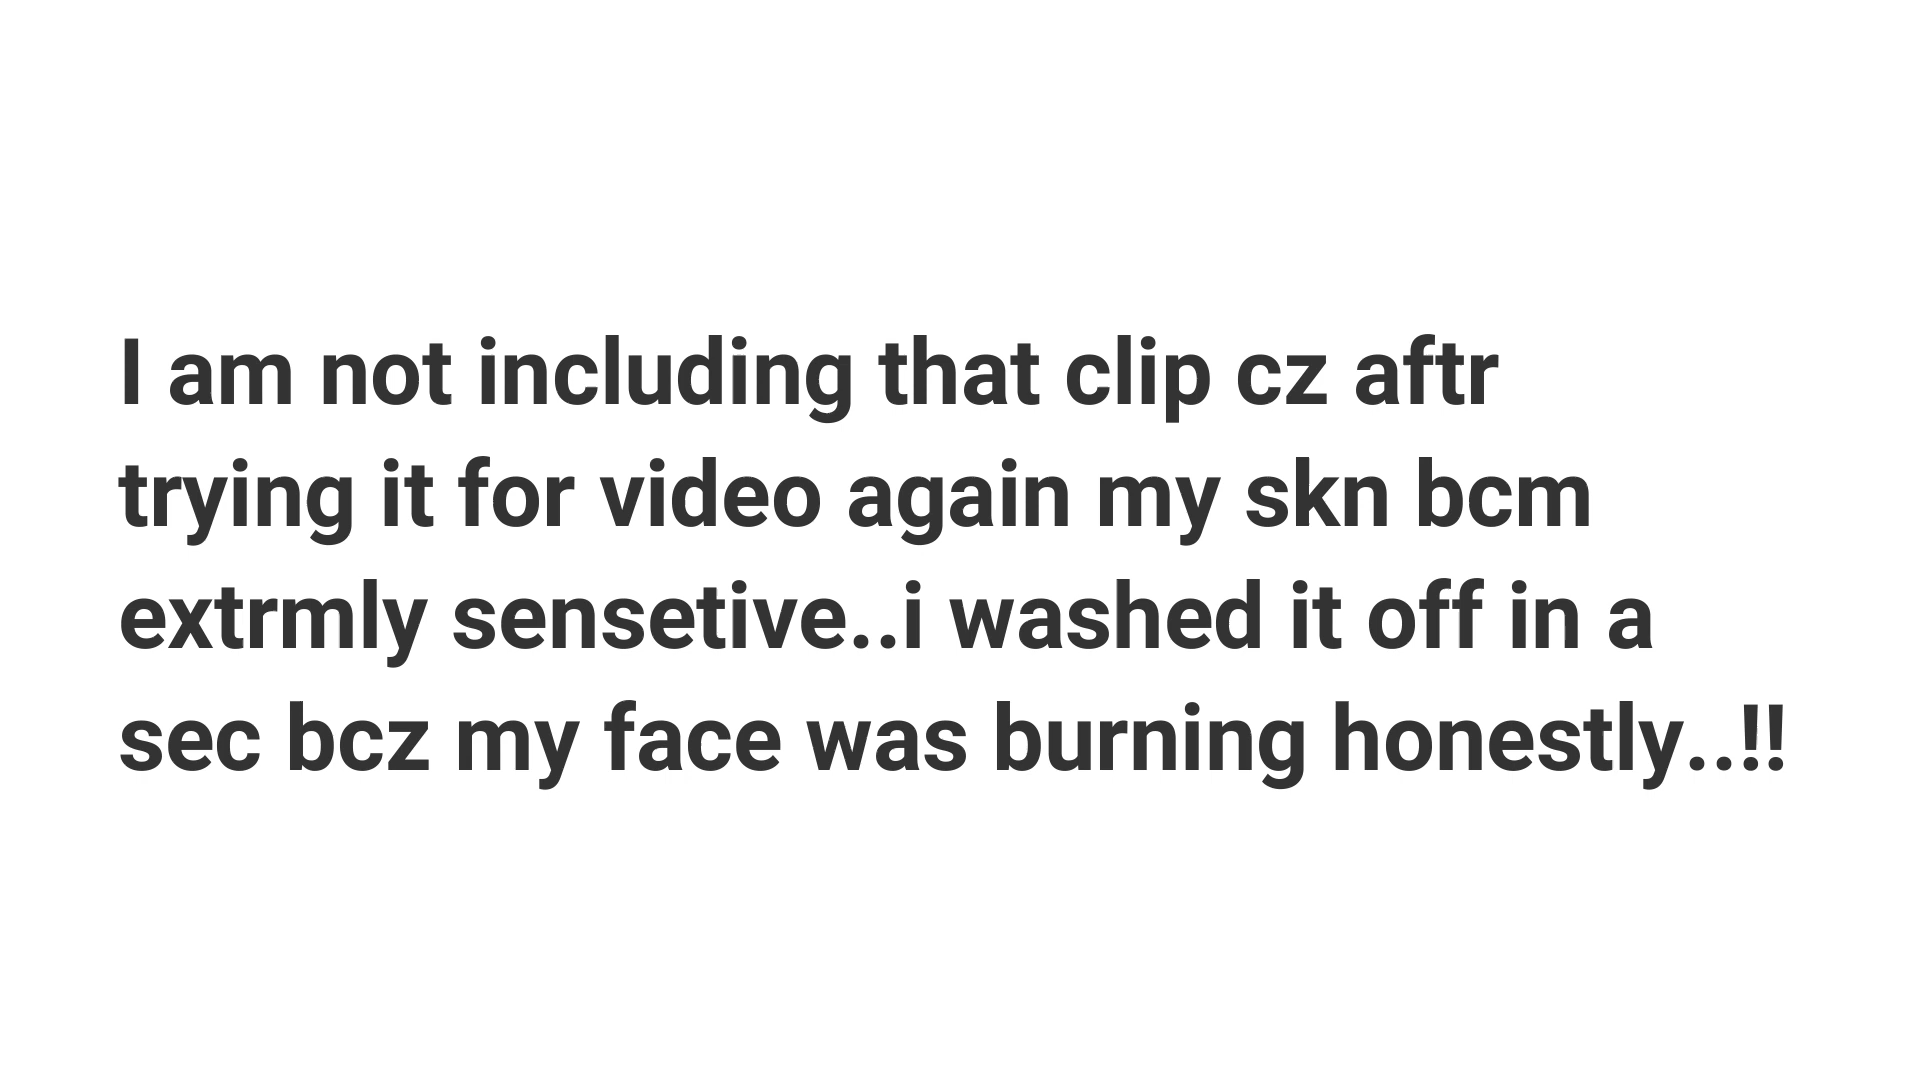 I am not including that clip cz aftr
trying it for video again my skn bcm
extrmly sensetive..i washed it off in a
sec bcz my face was burning honestly..!!